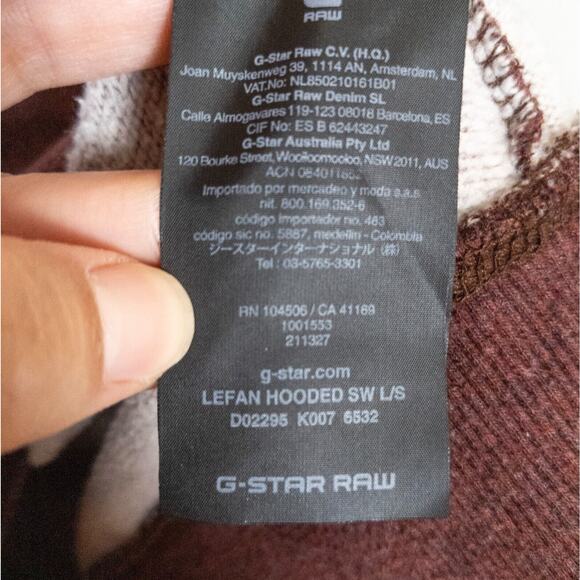 RAW
G-Star Raw C.V. (H.Q.)
Joan Muyskenweg 39, 1114 AN, Amsterdam, NL
VAT.No: NL850210161B01
G-Star Raw Denim SL
Calle Almogavares 119-123 08018 Barcelona, ES
CIF No: ES B 62443247
G-Star Australia Pty Ltd
120 Bourke Street, Woolloomooloo, NSW 2011, AUS
ACN
Importado por mercadeo y moda s.a.s.
nit. 800.169.352-6
código importador no. 463
código sic no. 5887, medellin - Colombia
ジースターインターナショナル (株)
Tel : 03-5765-3301
RN 104506 / CA 41169
1001553
211327
g-star.com
LEFAN HOODED SW L/S
D02295 K007 6532
G-STAR RAW